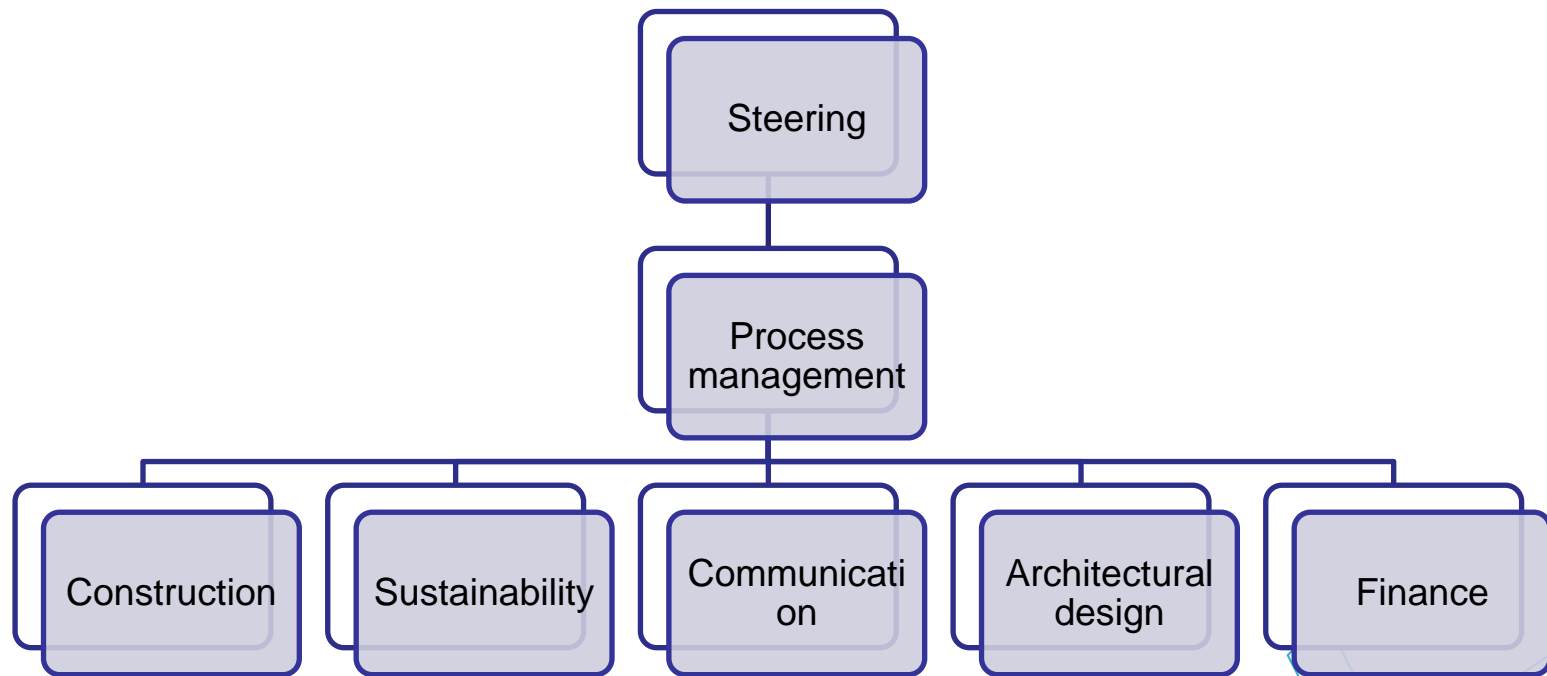 Steering
Process
management
Construction
Sustainability
Communicati
on
Architectural
design
Finance